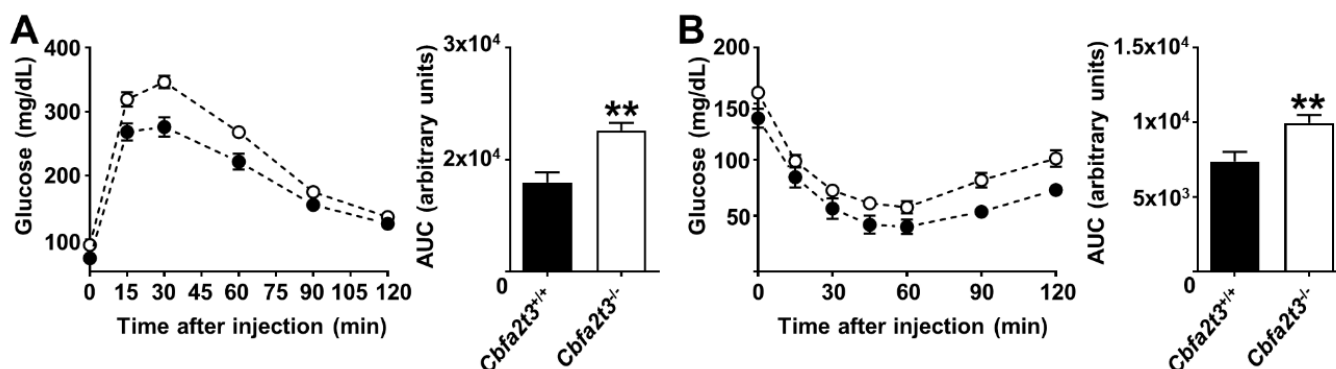 A
Glucose (mg/dL)
400
300
200
100
0
15
30
45
60
75
90
105
120
Time after injection (min)
AUC (arbitrary units)
3x10⁴
2x10⁴
0
**
Cbfa2t3⁺/⁺
Cbfa2t3⁻/⁻
B
Glucose (mg/dL)
200
150
100
50
0
30
60
90
120
Time after injection (min)
AUC (arbitrary units)
1.5x10⁴
1x10⁴
5x10³
0
**
Cbfa2t3⁺/⁺
Cbfa2t3⁻/⁻